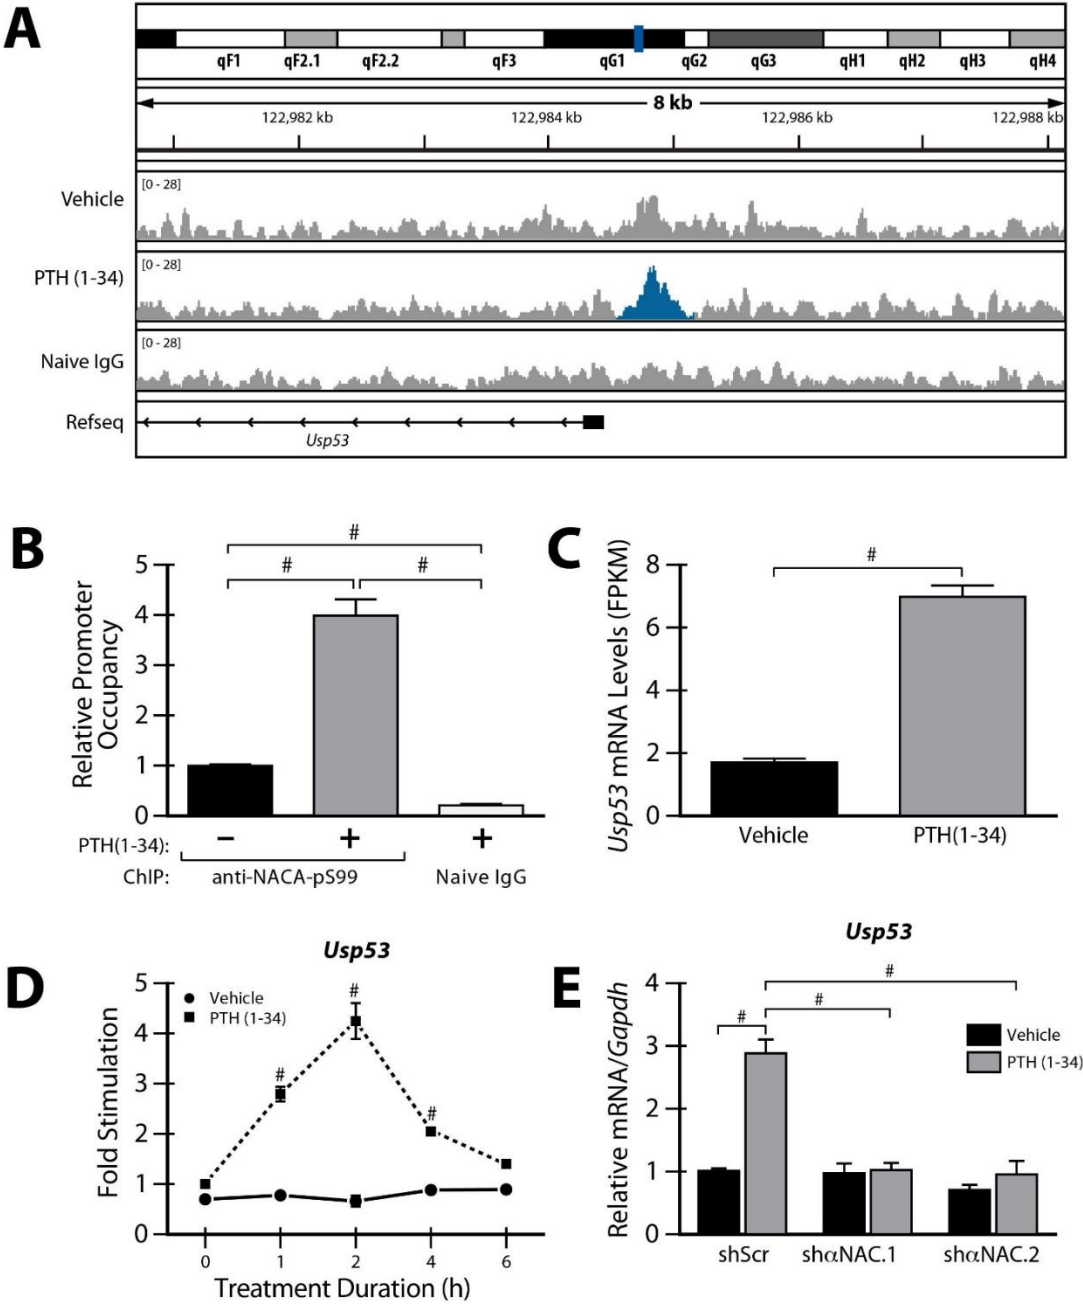 A
qF1 qF2.1 qF2.2 qF3 qG1 qG2 qG3 qH1 qH2 qH3 qH4
8 kb
122,982 kb 122,984 kb 122,986 kb 122,988 kb
Vehicle [0 - 28]
PTH (1-34) [0 - 28]
Naive IgG [0 - 28]
Refseq
Usp53
B
Relative Promoter
Occupancy
5
4
3
2
1
0
# # #
PTH(1-34): − + +
ChIP: anti-NACA-pS99 Naive IgG
C
Usp53 mRNA Levels (FPKM)
8
6
4
2
0
#
Vehicle PTH(1-34)
D
Usp53
Fold Stimulation
5
4
3
2
1
0
Vehicle
PTH (1-34)
# # #
0 1 2 4 6
Treatment Duration (h)
E
Usp53
Relative mRNA/Gapdh
4
3
2
1
0
# # #
Vehicle
PTH (1-34)
shScr shαNAC.1 shαNAC.2